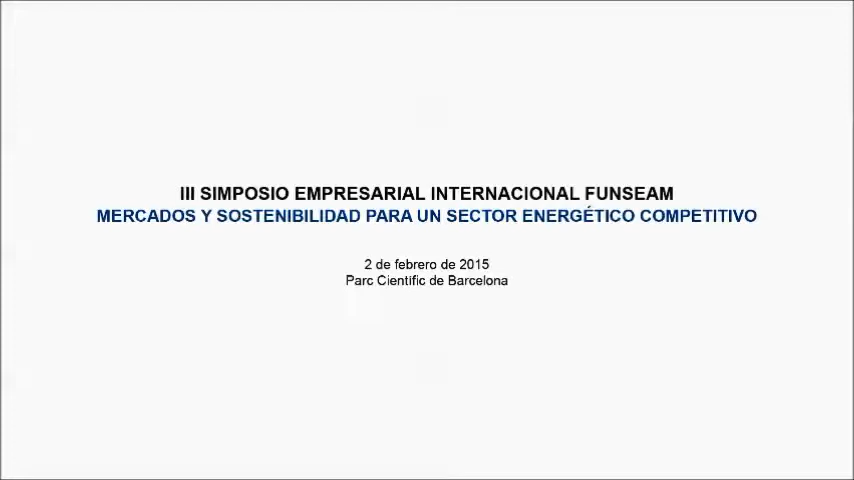 III SIMPOSIO EMPRESARIAL INTERNACIONAL FUNSEAM
MERCADOS Y SOSTENIBILIDAD PARA UN SECTOR ENERGÉTICO COMPETITIVO
2 de febrero de 2015
Parc Científic de Barcelona